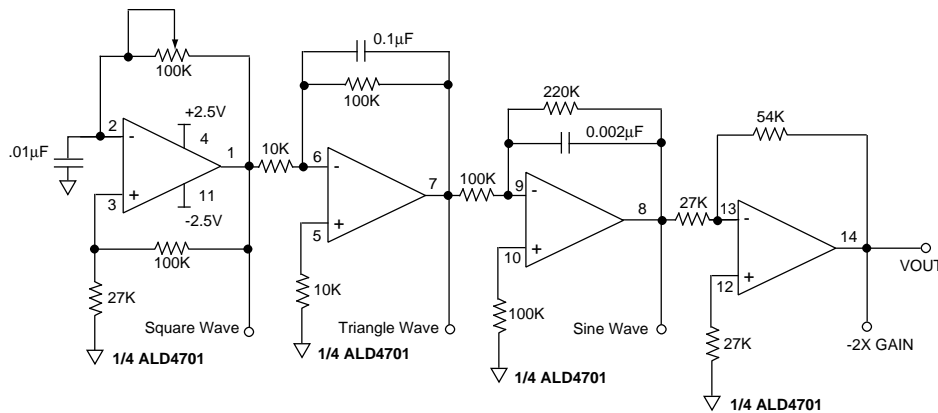 0.1µF
100K
100K
220K
54K
+2.5V
0.002µF
.01µF
2
-
4
1
10K
6
-
7
100K
9
-
8
27K
13
-
14
VOUT
+
3
11
-2.5V
+
5
+
10
+
12
100K
27K
10K
100K
27K
-2X GAIN
Square Wave
Triangle Wave
Sine Wave
1/4 ALD4701
1/4 ALD4701
1/4 ALD4701
1/4 ALD4701